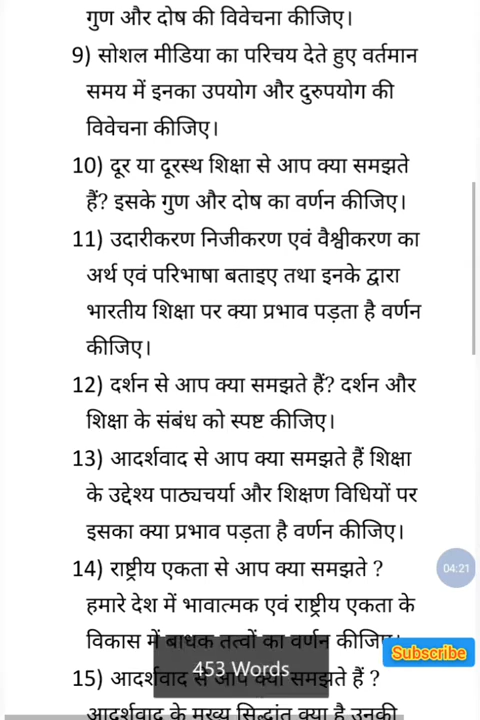 गुण और दोष की विवेचना कीजिए।
9) सोशल मीडिया का परिचय देते हुए वर्तमान
समय में इनका उपयोग और दुरुपयोग की
विवेचना कीजिए।
10) दूर या दूरस्थ शिक्षा से आप क्या समझते
हैं? इसके गुण और दोष का वर्णन कीजिए।
11) उदारीकरण निजीकरण एवं वैश्वीकरण का
अर्थ एवं परिभाषा बताइए तथा इनके द्वारा
भारतीय शिक्षा पर क्या प्रभाव पड़ता है वर्णन
कीजिए।
12) दर्शन से आप क्या समझते हैं? दर्शन और
शिक्षा के संबंध को स्पष्ट कीजिए।
13) आदर्शवाद से आप क्या समझते हैं शिक्षा
के उद्देश्य पाठ्यचर्या और शिक्षण विधियों पर
इसका क्या प्रभाव पड़ता है वर्णन कीजिए।
14) राष्ट्रीय एकता से आप क्या समझते ?
04:21
हमारे देश में भावात्मक एवं राष्ट्रीय एकता के
विकास में बाधक तत्वों का वर्णन कीजिए।
Subscribe
453 Words
15) आदर्शवाद से आप क्या समझते हैं ?
आदर्शवाद के मुख्य सिद्धांत क्या है उनकी